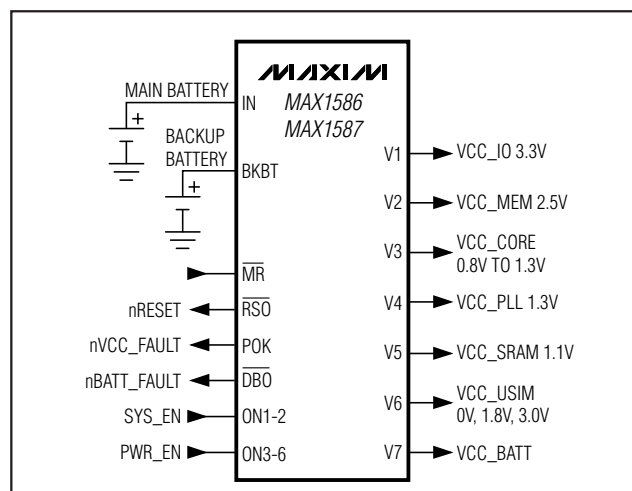 MAXIM
MAX1586
MAX1587
MAIN BATTERY
IN
+
BACKUP
BATTERY
BKBT
+
MR
nRESET
RSO
nVCC_FAULT
POK
nBATT_FAULT
DBO
SYS_EN
ON1-2
PWR_EN
ON3-6
V1
VCC_IO 3.3V
V2
VCC_MEM 2.5V
V3
VCC_CORE
0.8V TO 1.3V
V4
VCC_PLL 1.3V
V5
VCC_SRAM 1.1V
V6
VCC_USIM
0V, 1.8V, 3.0V
V7
VCC_BATT